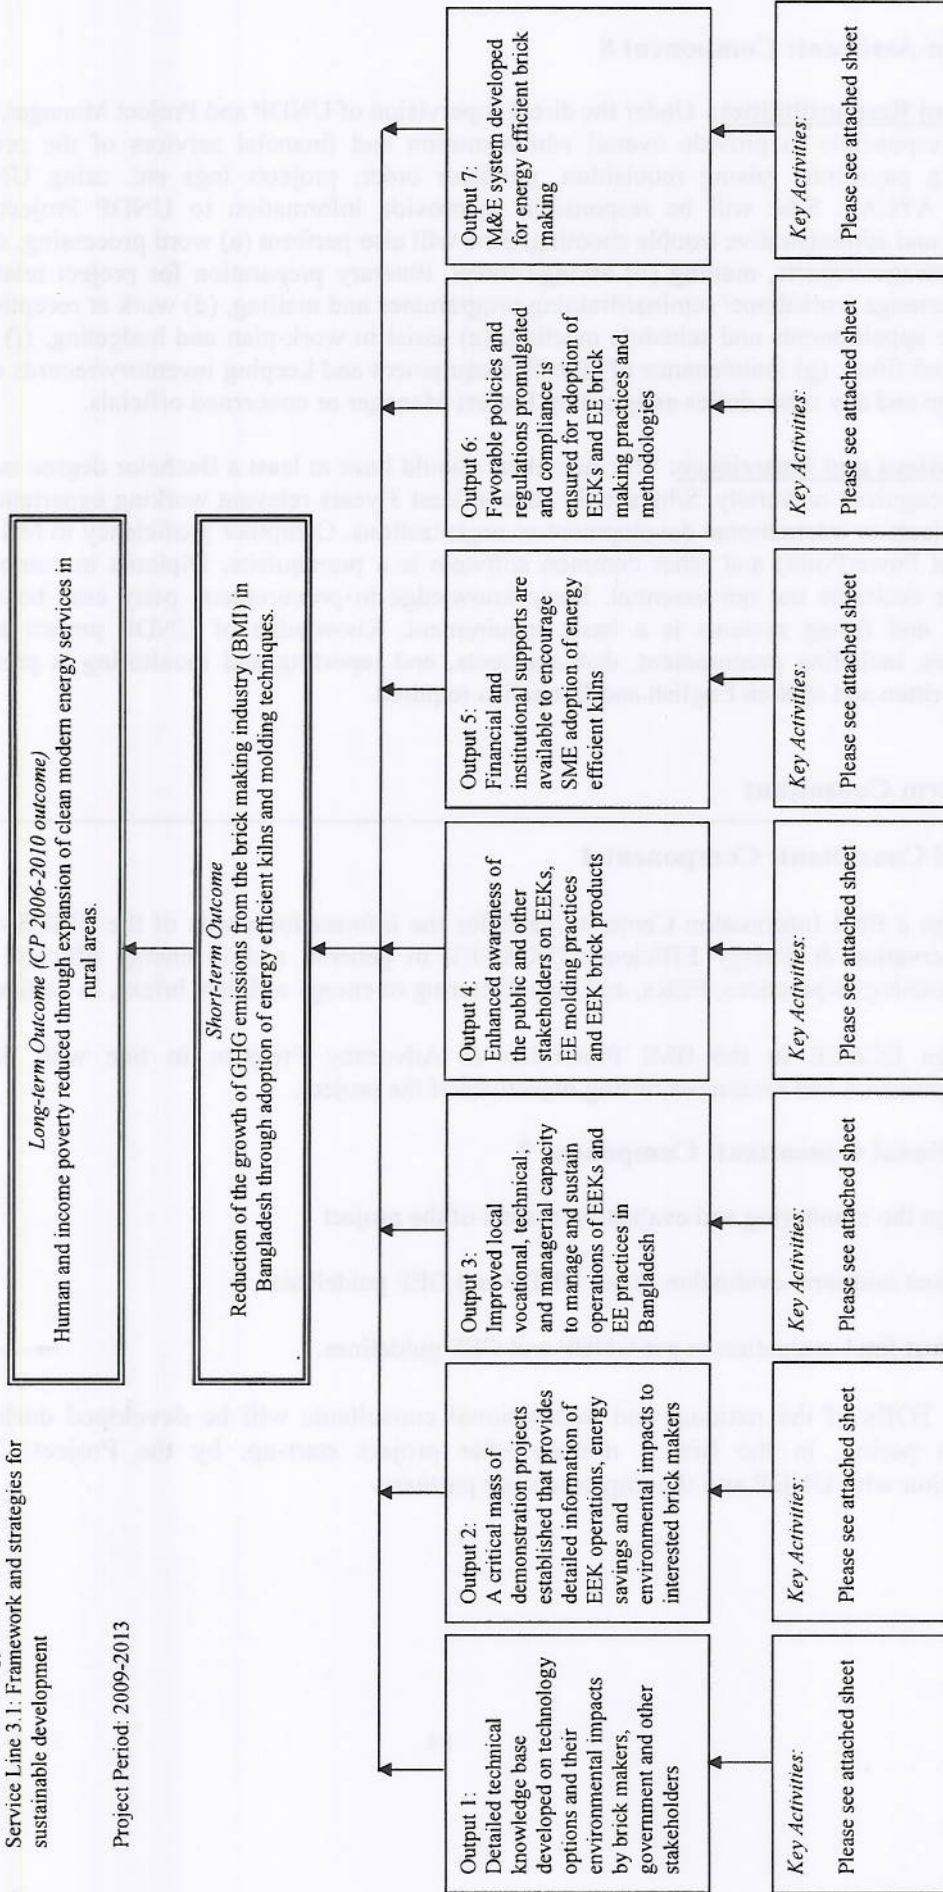 Service Line 3.1: Framework and strategies for
sustainable development
Project Period: 2009-2013
Long-term Outcome (CP 2006-2010 outcome)
Human and income poverty reduced through expansion of clean modern energy services in
rural areas.
Short-term Outcome
Reduction of the growth of GHG emissions from the brick making industry (BMI) in
Bangladesh through adoption of energy efficient kilns and molding techniques.
Output 1:
Detailed technical
knowledge base
developed on technology
options and their
environmental impacts
by brick makers,
government and other
stakeholders
Output 2:
A critical mass of
demonstration projects
established that provides
detailed information of
EEK operations, energy
savings and
environmental impacts to
interested brick makers
Output 3:
Improved local
vocational, technical;
and managerial capacity
to manage and sustain
operations of EEKs and
EE practices in
Bangladesh
Output 4:
Enhanced awareness of
the public and other
stakeholders on EEKs,
EE molding practices
and EEK brick products
Output 5:
Financial and
institutional supports are
available to encourage
SME adoption of energy
efficient kilns
Output 6:
Favorable policies and
regulations promulgated
and compliance is
ensured for adoption of
EEKs and EE brick
making practices and
methodologies
Output 7:
M&E system developed
for energy efficient brick
making
Key Activities:
Please see attached sheet
Key Activities:
Please see attached sheet
Key Activities:
Please see attached sheet
Key Activities:
Please see attached sheet
Key Activities:
Please see attached sheet
Key Activities:
Please see attached sheet
Key Activities:
Please see attached sheet